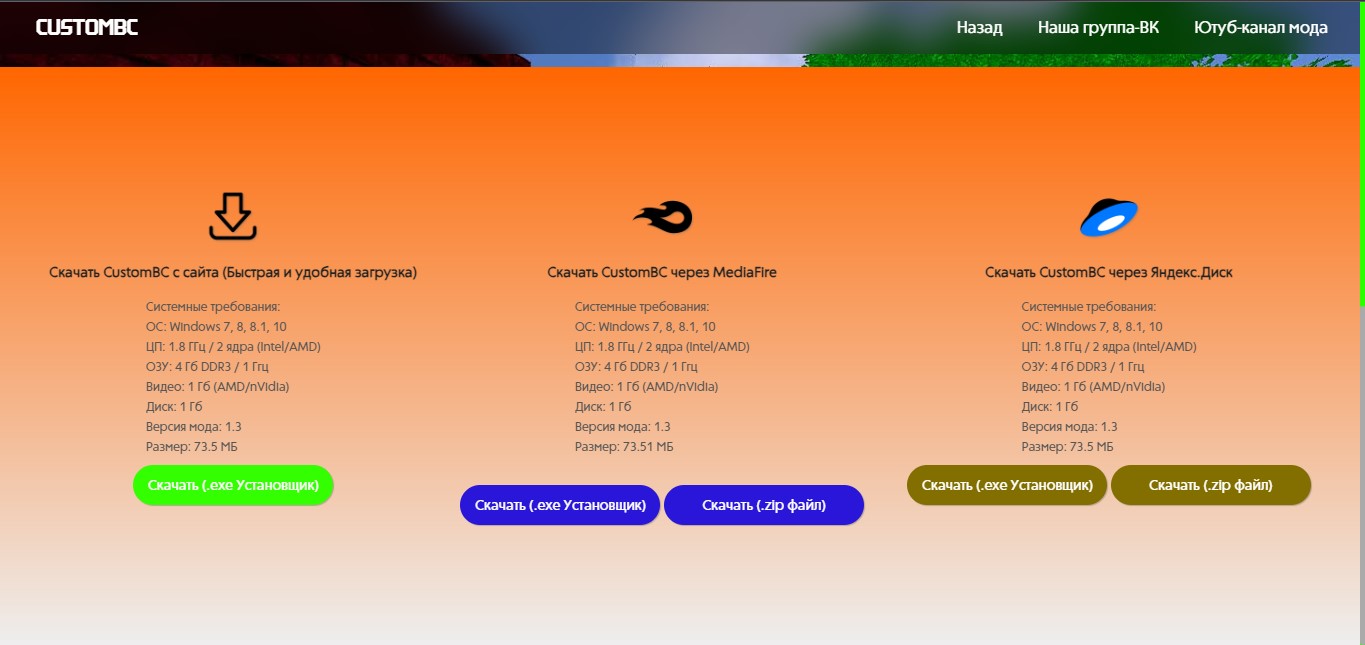 CUSTOMBC
Назад
Наша группа-ВК
Ютуб-канал мода
Скачать CustomBC с сайта (Быстрая и удобная загрузка)
Системные требования:
ОС: Windows 7, 8, 8.1, 10
ЦП: 1.8 ГГц / 2 ядра (Intel/AMD)
ОЗУ: 4 Гб DDR3 / 1 Ггц
Видео: 1 Гб (AMD/nVidia)
Диск: 1 Гб
Версия мода: 1.3
Размер: 73.5 МБ
Скачать (.exe Установщик)
Скачать CustomBC через MediaFire
Системные требования:
ОС: Windows 7, 8, 8.1, 10
ЦП: 1.8 ГГц / 2 ядра (Intel/AMD)
ОЗУ: 4 Гб DDR3 / 1 Ггц
Видео: 1 Гб (AMD/nVidia)
Диск: 1 Гб
Версия мода: 1.3
Размер: 73.51 МБ
Скачать (.exe Установщик)
Скачать (.zip файл)
Скачать CustomBC через Яндекс.Диск
Системные требования:
ОС: Windows 7, 8, 8.1, 10
ЦП: 1.8 ГГц / 2 ядра (Intel/AMD)
ОЗУ: 4 Гб DDR3 / 1 Ггц
Видео: 1 Гб (AMD/nVidia)
Диск: 1 Гб
Версия мода: 1.3
Размер: 73.5 МБ
Скачать (.exe Установщик)
Скачать (.zip файл)